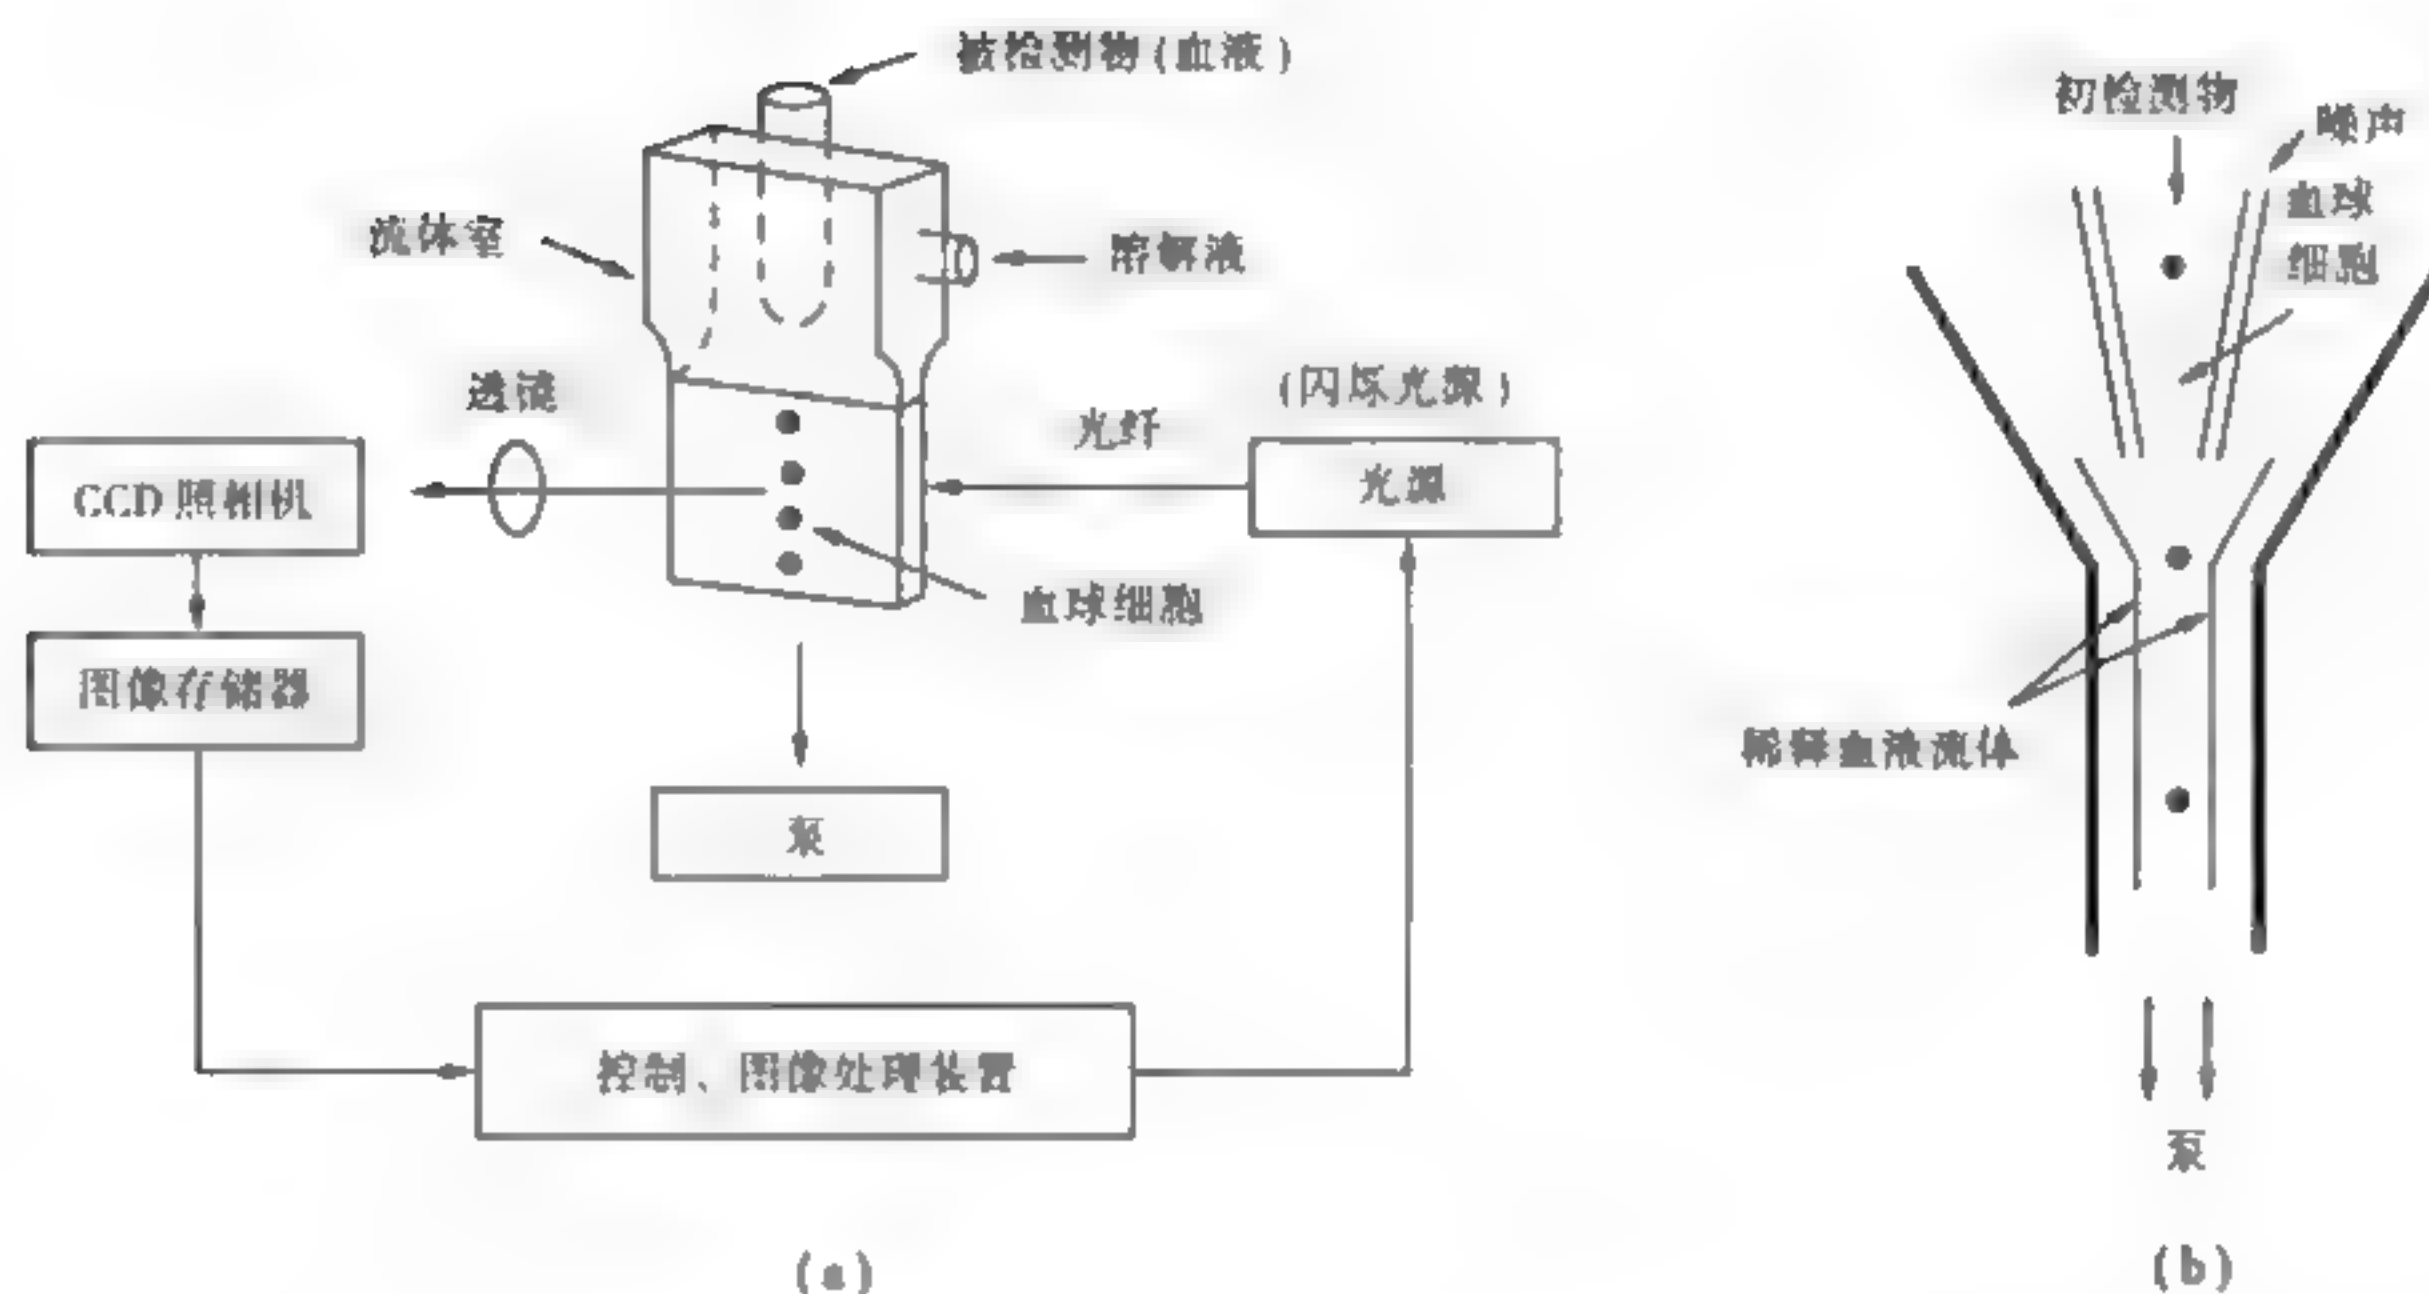 被检测物(血液)
流体室
溶解液
透镜
(闪烁光源)
光纤
光源
CCD 照相机
血球细胞
图像存储器
泵
控制、图像处理装置
(a)
初检测物
噪声
血球
细胞
稀释血液流体
泵
(b)